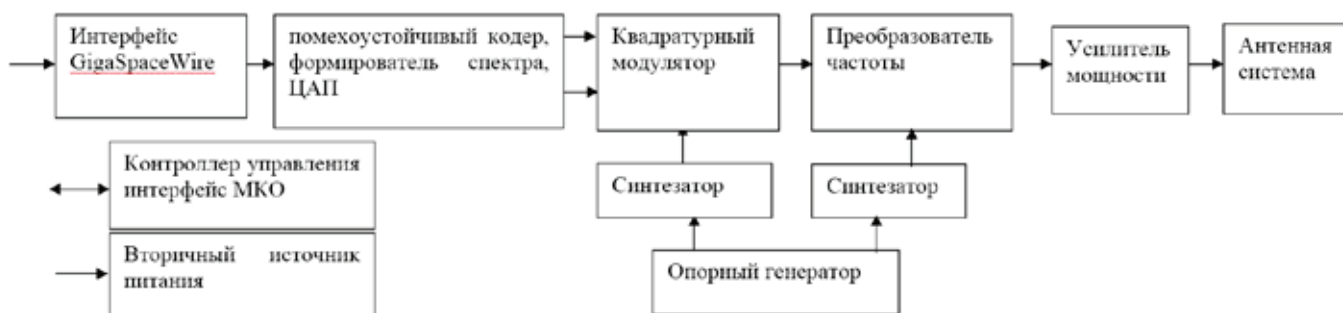 Интерфейс
GigaSpaceWire
помехоустойчивый кодер,
формирователь спектра,
ЦАП
Квадратурный
модулятор
Преобразователь
частоты
Усилитель
мощности
Антенная
система
Контроллер управления
интерфейс МКО
Синтезатор
Синтезатор
Вторичный источник
питания
Опорный генератор